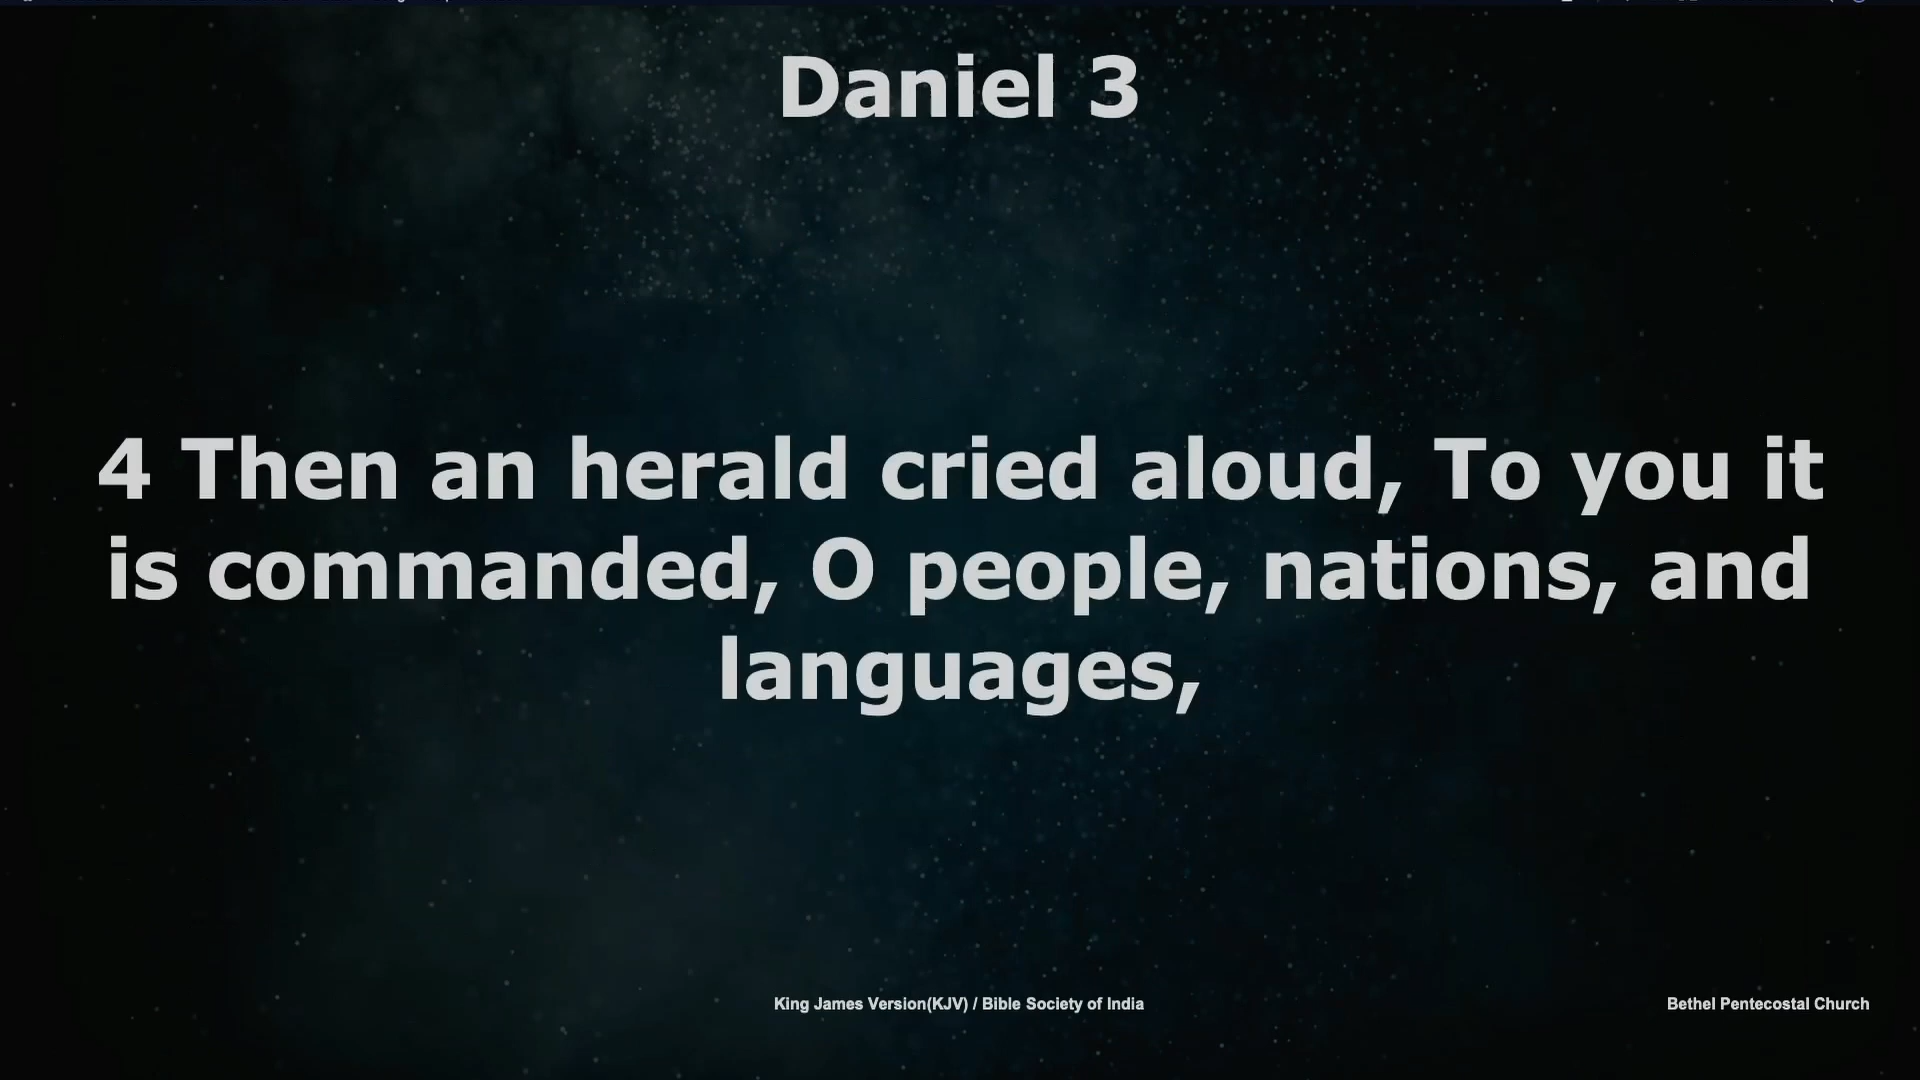 Daniel 3
4 Then an herald cried aloud, To you it
is commanded, O people, nations, and
languages,
King James Version(KJV) / Bible Society of India
Bethel Pentecostal Church